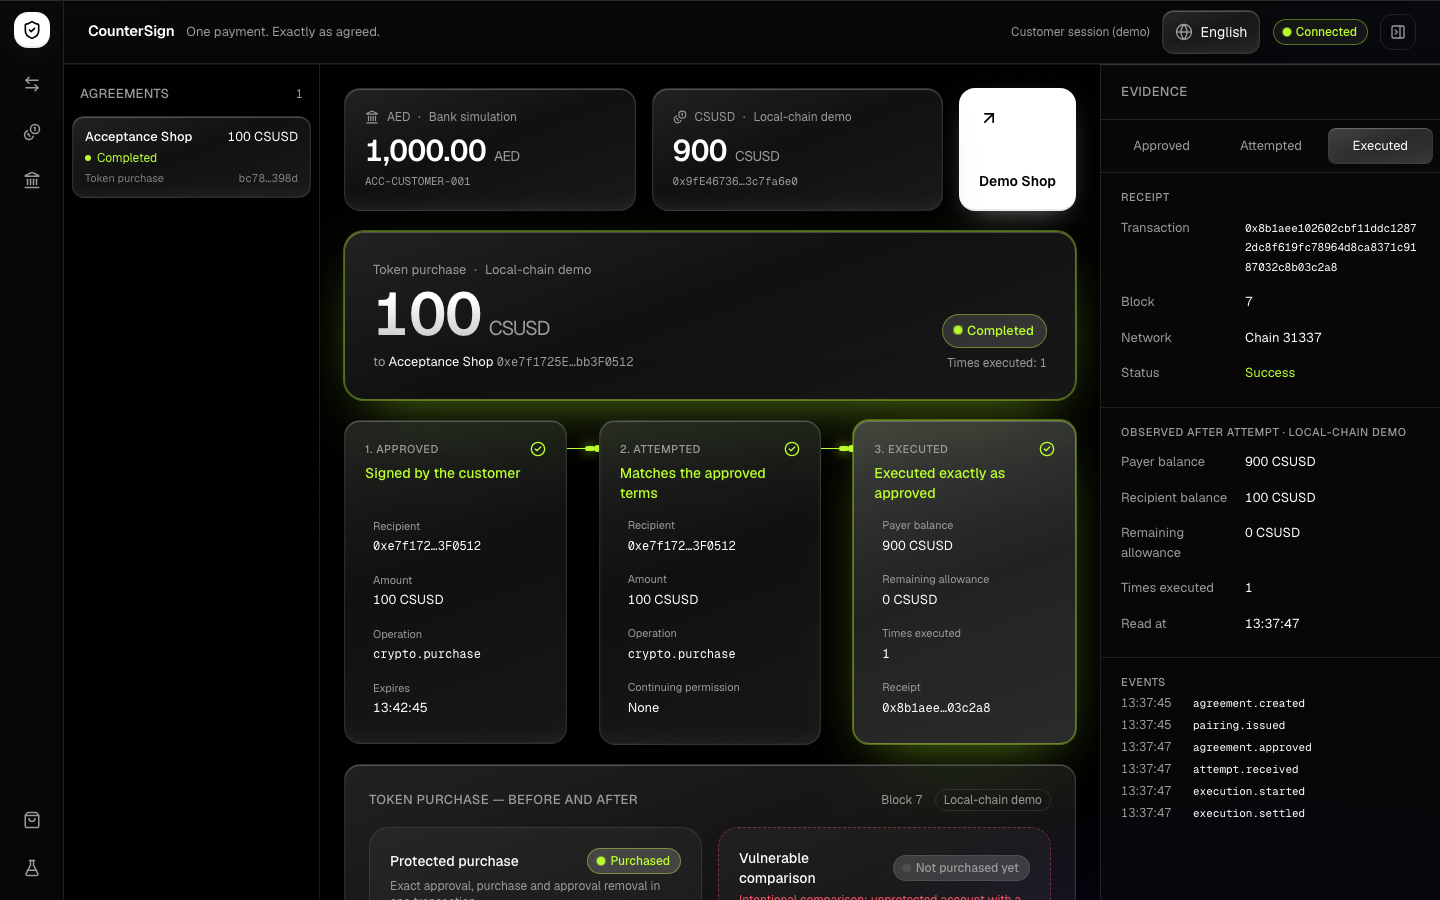 CounterSign One payment. Exactly as agreed.
Customer session (demo) English Connected
AGREEMENTS 1
Acceptance Shop 100 CSUSD
Completed
Token purchase bc78…398d
AED · Bank simulation
1,000.00 AED
ACC-CUSTOMER-001
CSUSD · Local-chain demo
900 CSUSD
0x9fE46736…3c7fa6e0
Demo Shop
Token purchase · Local-chain demo
100 CSUSD
to Acceptance Shop 0xe7f1725E…bb3F0512
Completed
Times executed: 1
1. APPROVED
Signed by the customer
Recipient
0xe7f172…3F0512
Amount
100 CSUSD
Operation
crypto.purchase
Expires
13:42:45
2. ATTEMPTED
Matches the approved
terms
Recipient
0xe7f172…3F0512
Amount
100 CSUSD
Operation
crypto.purchase
Continuing permission
None
3. EXECUTED
Executed exactly as
approved
Payer balance
900 CSUSD
Remaining allowance
0 CSUSD
Times executed
1
Receipt
0x8b1aee…03c2a8
TOKEN PURCHASE — BEFORE AND AFTER Block 7 Local-chain demo
Protected purchase Purchased
Exact approval, purchase and approval removal in
one transaction
Vulnerable
comparison
Not purchased yet
Intentional comparison: unprotected account with a
EVIDENCE
Approved Attempted Executed
RECEIPT
Transaction 0x8b1aee102602cbf11ddc1287
2dc8f619fc78964d8ca8371c91
87032c8b03c2a8
Block 7
Network Chain 31337
Status Success
OBSERVED AFTER ATTEMPT · LOCAL-CHAIN DEMO
Payer balance 900 CSUSD
Recipient balance 100 CSUSD
Remaining 0 CSUSD
allowance
Times executed 1
Read at 13:37:47
EVENTS
13:37:45 agreement.created
13:37:45 pairing.issued
13:37:47 agreement.approved
13:37:47 attempt.received
13:37:47 execution.started
13:37:47 execution.settled